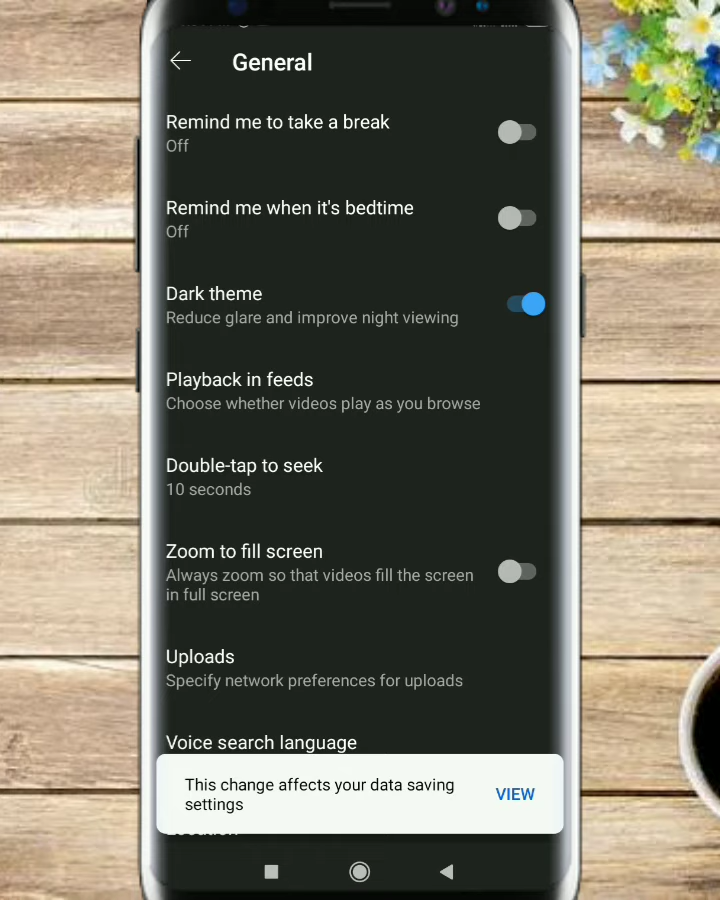 General
Remind me to take a break
Off
Remind me when it's bedtime
Off
Dark theme
Reduce glare and improve night viewing
Playback in feeds
Choose whether videos play as you browse
Double-tap to seek
10 seconds
Zoom to fill screen
Always zoom so that videos fill the screen
in full screen
Uploads
Specify network preferences for uploads
Voice search language
This change affects your data saving
settings
VIEW